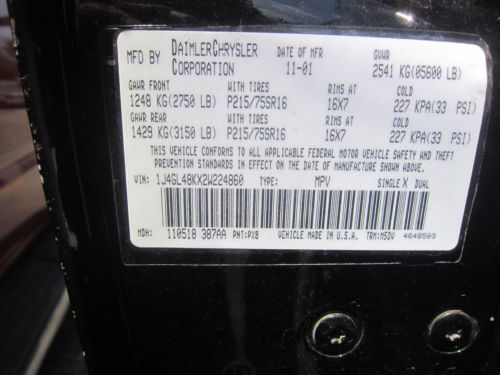 MFD BY DAIMLERCHRYSLER CORPORATION DATE OF MFR 11-01 GVWR 2541 KG(05600 LB)
GAWR FRONT WITH TIRES RIMS AT COLD
1248 KG(2750 LB) P215/75SR16 16X7 227 KPA(33 PSI)
GAWR REAR WITH TIRES RIMS AT COLD
1429 KG(3150 LB) P215/75SR16 16X7 227 KPA(33 PSI)
THIS VEHICLE CONFORMS TO ALL APPLICABLE FEDERAL MOTOR VEHICLE SAFETY AND THEFT
PREVENTION STANDARDS IN EFFECT ON THE DATE OF MANUFACTURE SHOWN ABOVE.
VIN: 1J4GL48KX2W224860 TYPE: MPV SINGLE X DUAL
MDH: 110518 387AA PNT:PX8 VEHICLE MADE IN U.S.A. TRM:MSDV 4648503